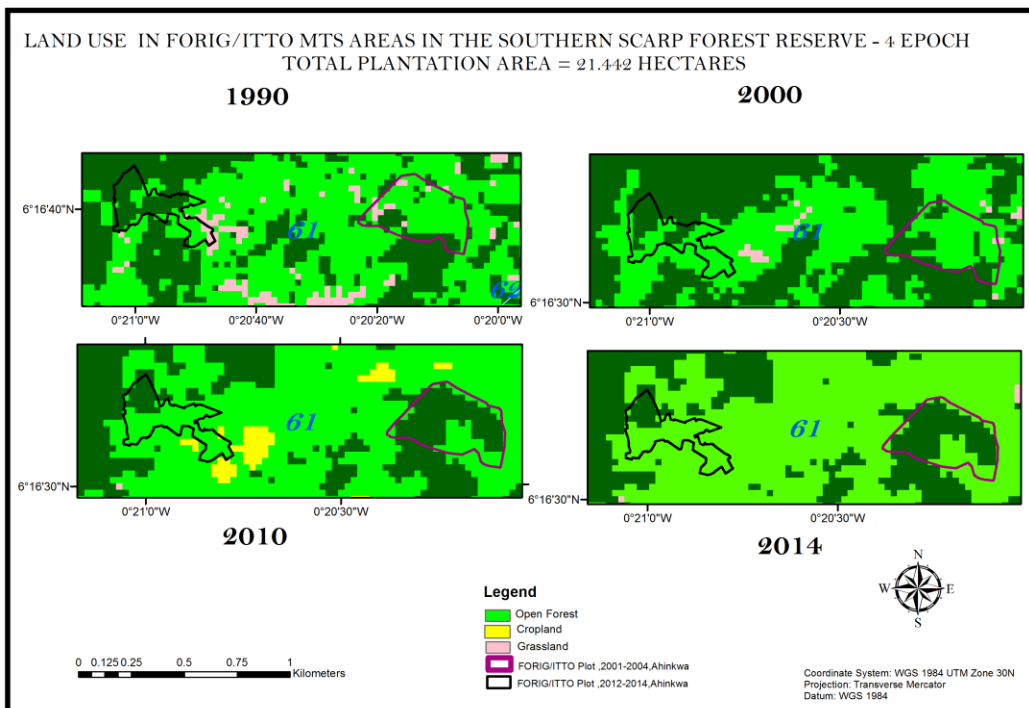 LAND USE IN FORIG/ITTO MTS AREAS IN THE SOUTHERN SCARP FOREST RESERVE - 4 EPOCH
TOTAL PLANTATION AREA = 21.442 HECTARES
1990
2000
6°16'40"N
61
62
0°21'0"W
0°20'40"W
0°20'20"W
0°20'0"W
61
6°16'30"N
0°21'0"W
0°20'30"W
61
6°16'30"N
0°21'0"W
0°20'30"W
2010
61
6°16'30"N
0°21'0"W
0°20'30"W
2014
N
W
E
S
Legend
Open Forest
Cropland
Grassland
FORIG/ITTO Plot ,2001-2004,Ahinkwa
FORIG/ITTO Plot ,2012-2014,Ahinkwa
0 0.125 0.25 0.5 0.75 1
Kilometers
Coordinate System: WGS 1984 UTM Zone 30N
Projection: Transverse Mercator
Datum: WGS 1984